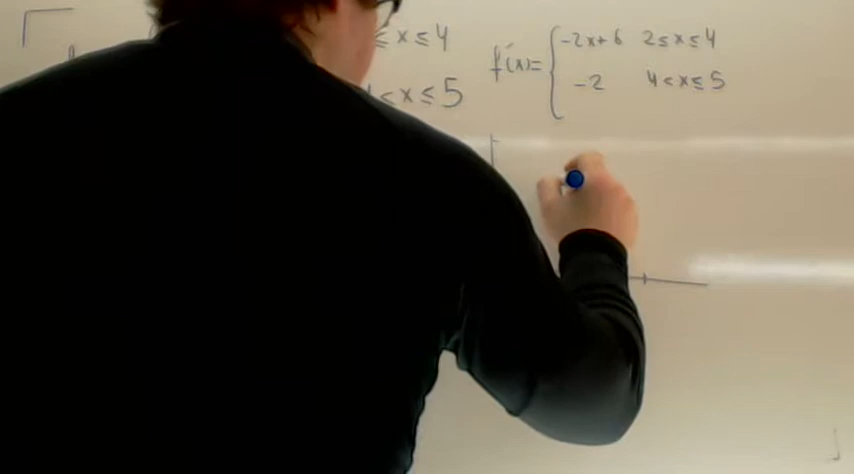 ≤ x ≤ 4
f'(x)= { -2x+6 2≤x≤4
< x ≤ 5
-2 4<x≤5